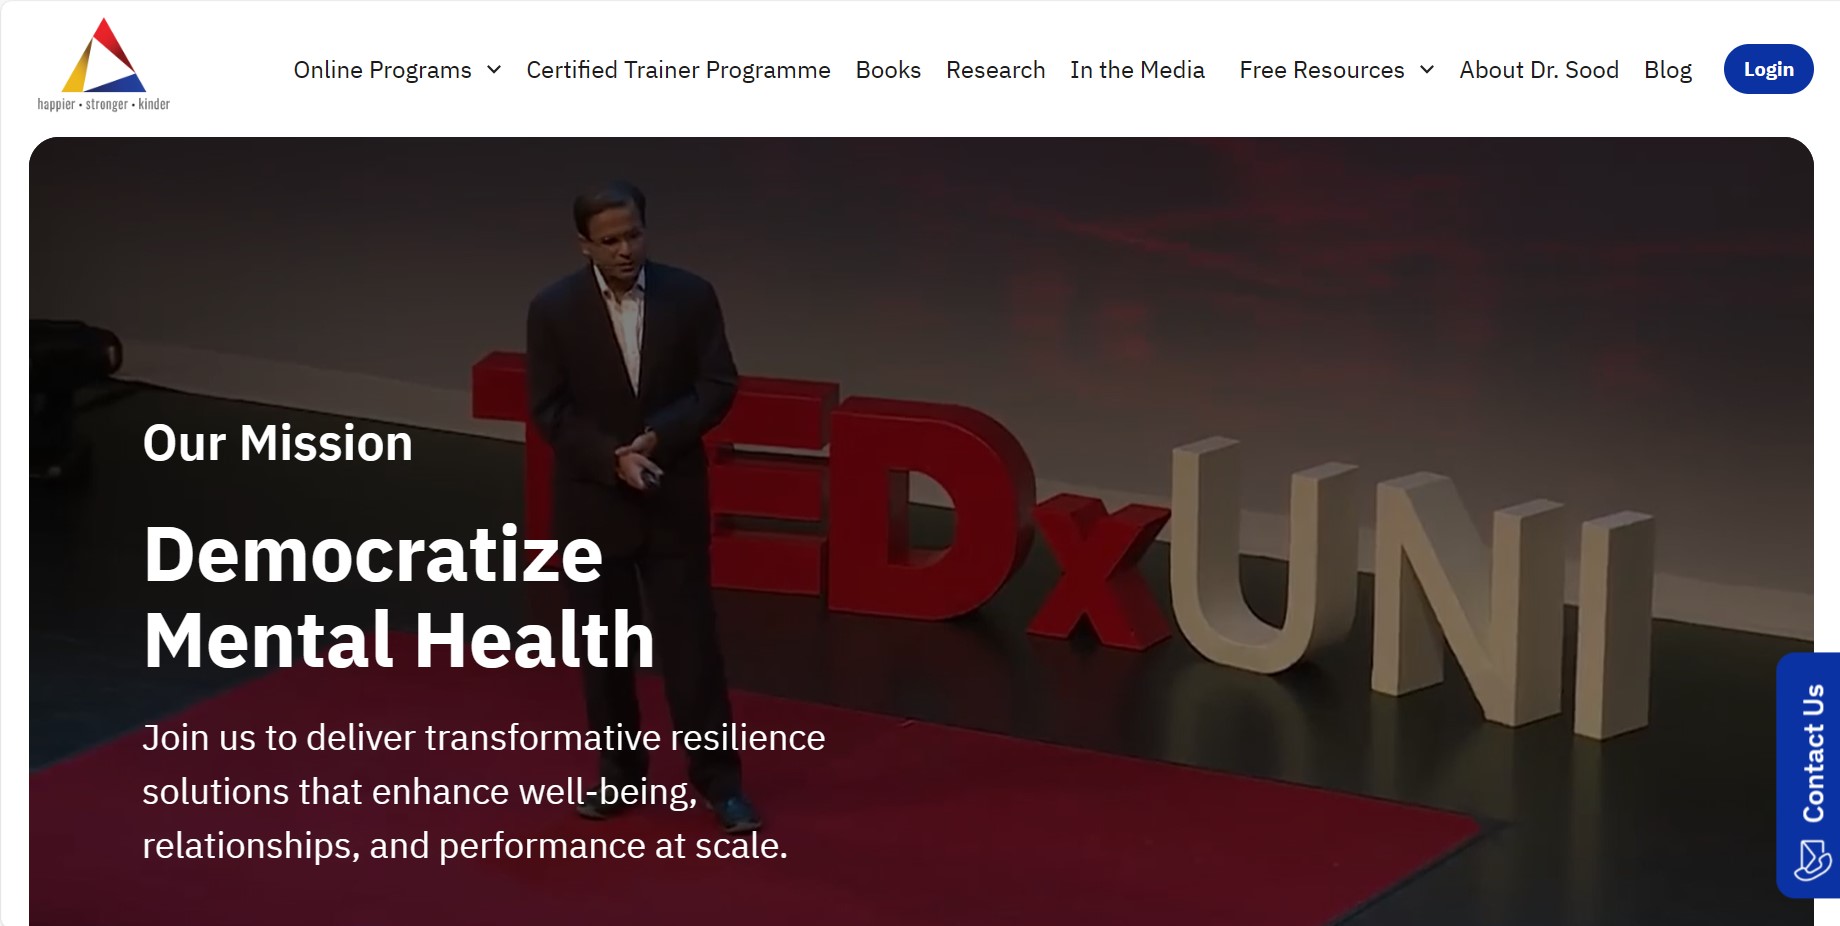 happier • stronger • kinder
Online Programs
Certified Trainer Programme
Books
Research
In the Media
Free Resources
About Dr. Sood
Blog
Login
TEDxUNI
Our Mission
Democratize
Mental Health
Join us to deliver transformative resilience
solutions that enhance well-being,
relationships, and performance at scale.
Contact Us